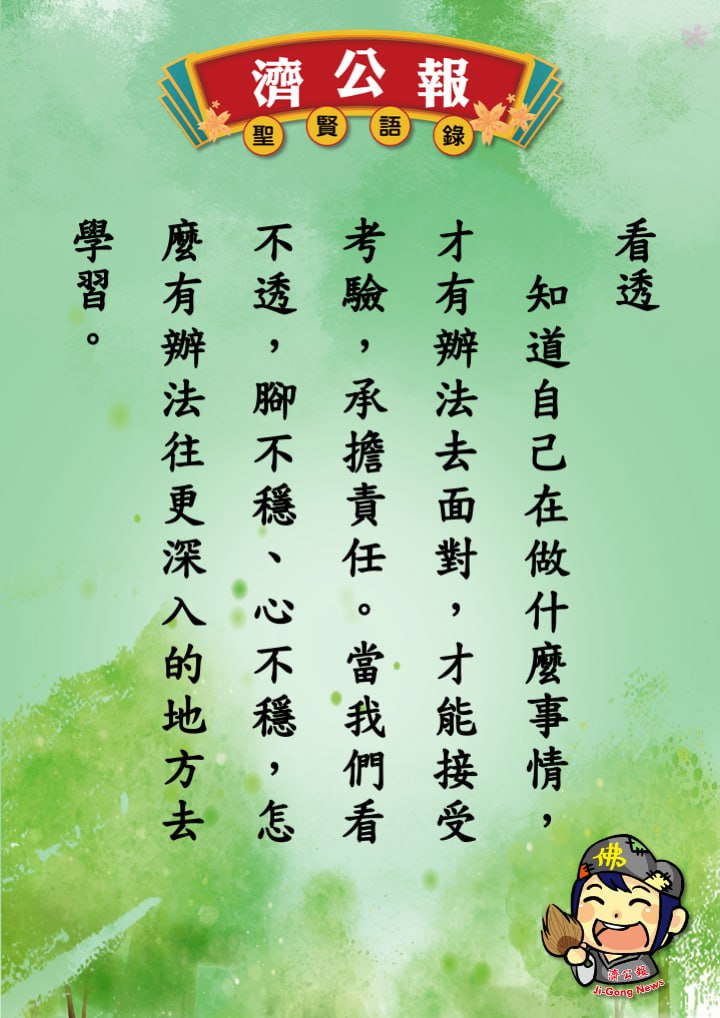 濟公報
聖賢語錄
看透
知道自己在做什麼事情，
才有辦法去面對，才能接受
考驗，承擔責任。當我們看
不透，腳不穩、心不穩，怎
麼有辦法往更深入的地方去
學習。
佛
濟公報
Ji-Gong News